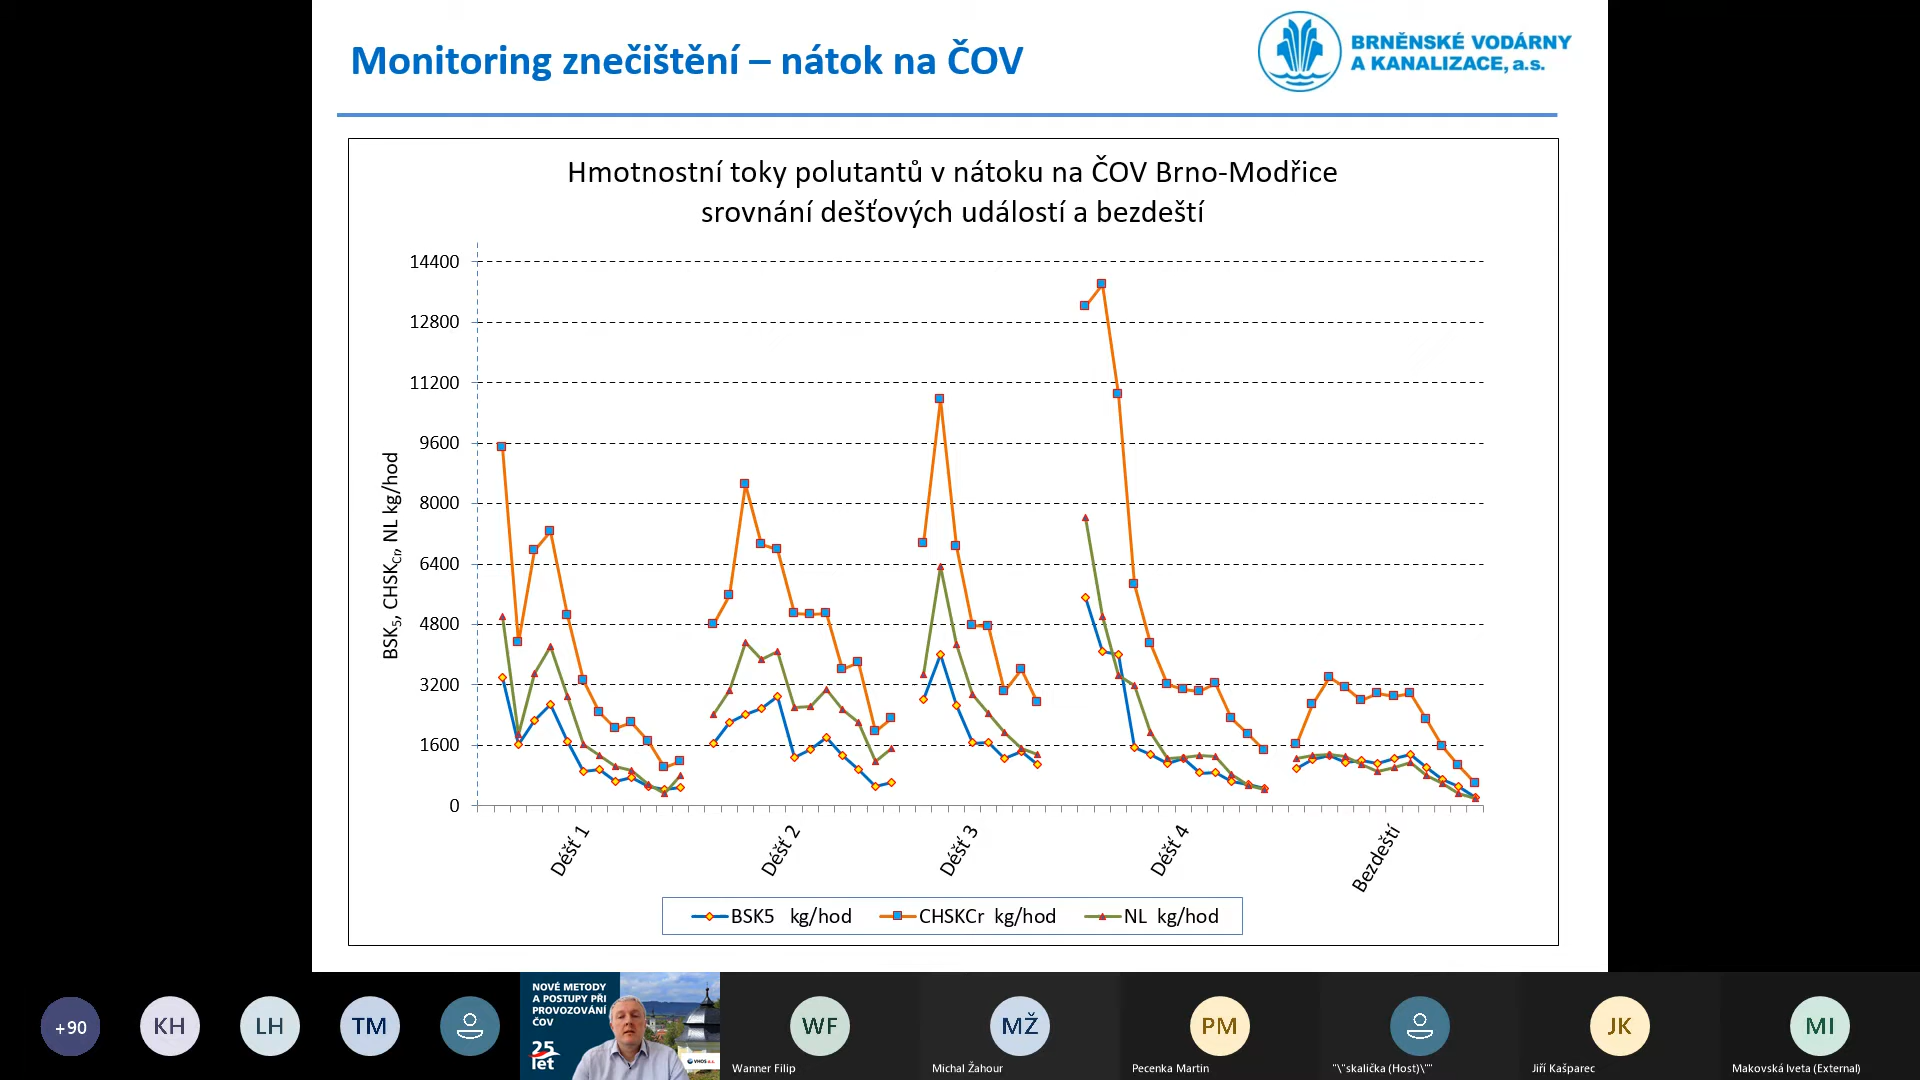 Monitoring znečištění – nátok na ČOV
BRNĚNSKÉ VODÁRNY
A KANALIZACE, a.s.
Hmotnostní toky polutantů v nátoku na ČOV Brno-Modřice
srovnání dešťových událostí a bezdeští
BSK5, CHSKCr, NL kg/hod
14400
12800
11200
9600
8000
6400
4800
3200
1600
0
Déšť 1
Déšť 2
Déšť 3
Déšť 4
Bezdeští
BSK5 kg/hod
CHSKCr kg/hod
NL kg/hod
+90
KH
LH
TM
NOVÉ METODY
A POSTUPY PŘI
PROVOZOVÁNÍ
ČOV
25
let
VHOS a.s.
WF
Wanner Filip
MŽ
Michal Žahour
PM
Pecenka Martin
"\"skalička (Host)\""
JK
Jiří Kašparec
MI
Makovská Iveta (External)